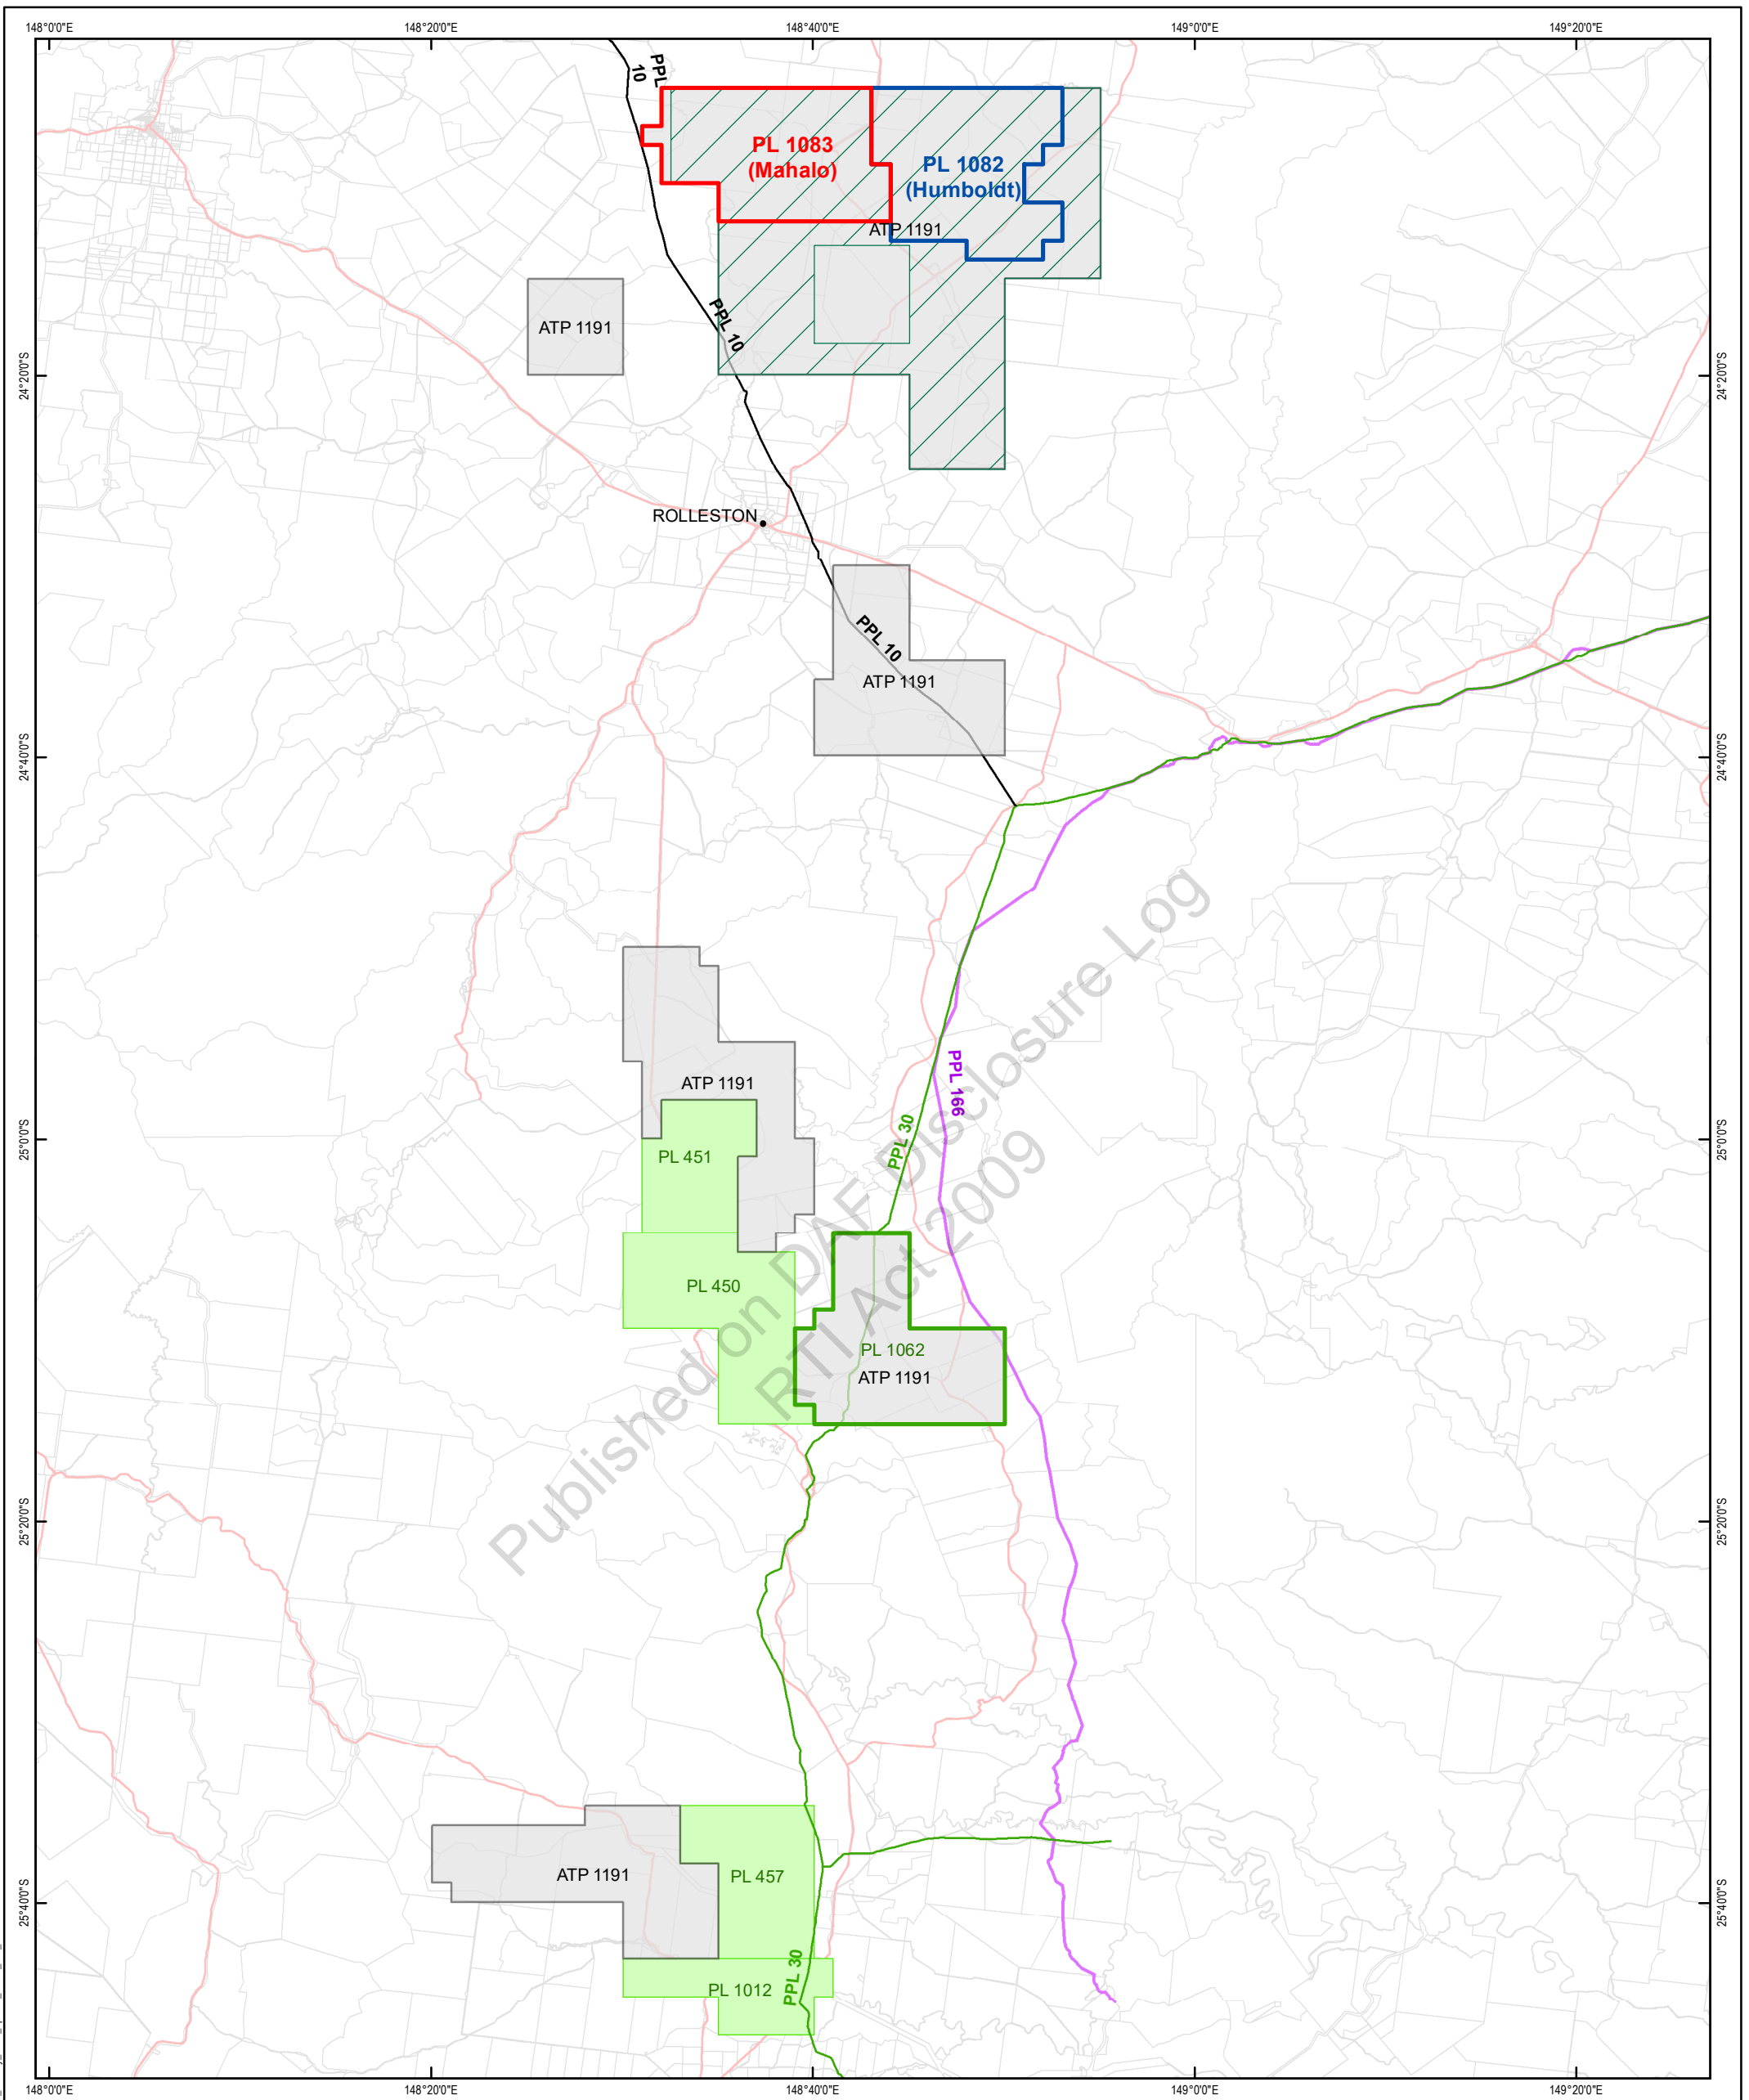 148°0'0"E
148°20'0"E
148°40'0"E
149°0'0"E
149°20'0"E
PPL
10
PL 1083
(Mahalo)
PL 1082
(Humboldt)
ATP 1191
ATP 1191
PPL 10
24°20'0"S
24°20'0"S
ROLLESTON
PPL 10
ATP 1191
24°40'0"S
24°40'0"S
ATP 1191
PPL 166
PPL 30
25°0'0"S
25°0'0"S
PL 451
PL 450
PL 1062
ATP 1191
Published on DAF Disclosure Log
RTI Act 2009
25°20'0"S
25°20'0"S
ATP 1191
PL 457
25°40'0"S
25°40'0"S
PPL 30
PL 1012
148°0'0"E
148°20'0"E
148°40'0"E
149°0'0"E
149°20'0"E